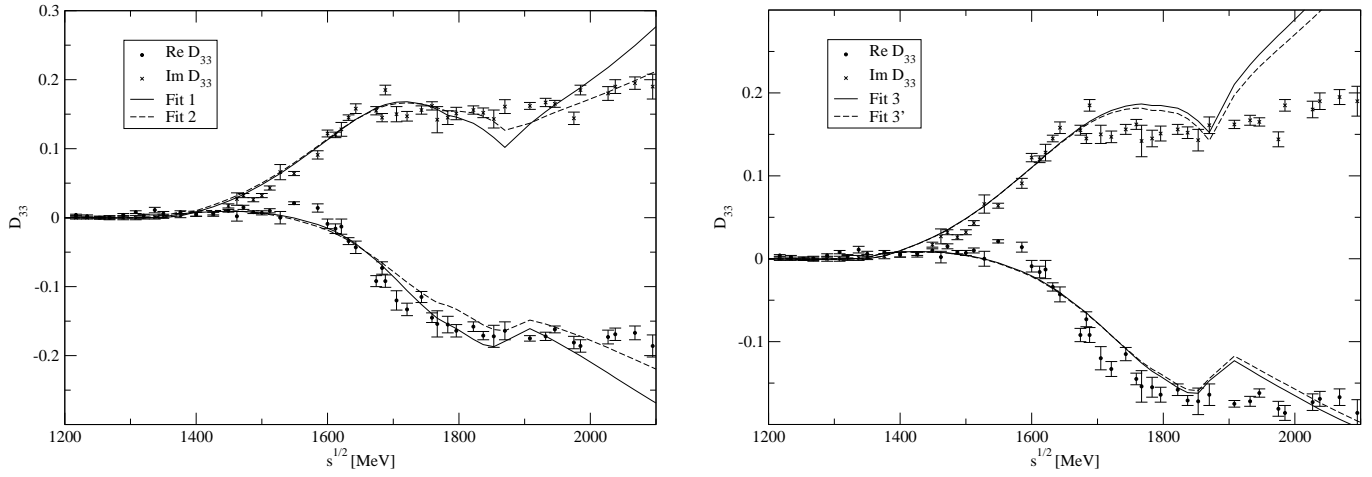 0.3
0.2
0.1
0
-0.1
-0.2
D33
Re D33
Im D33
Fit 1
Fit 2
1200 1400 1600 1800 2000
s^1/2 [MeV]
0.2
0.1
0
-0.1
D33
Re D33
Im D33
Fit 3
Fit 3'
1200 1400 1600 1800 2000
s^1/2 [MeV]